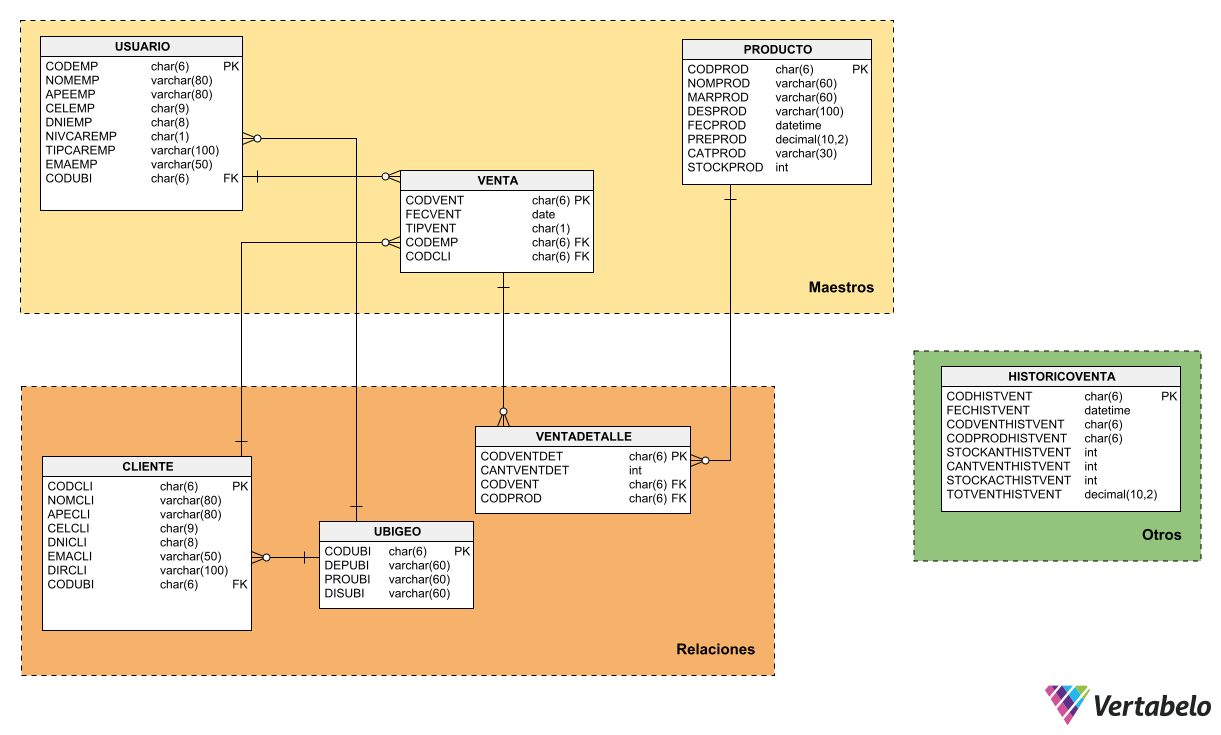 USUARIO
CODEMP char(6) PK
NOMEMP varchar(80)
APEEMP varchar(80)
CELEMP char(9)
DNIEMP char(8)
NIVCAREMP char(1)
TIPCAREMP varchar(100)
EMAEMP varchar(50)
CODUBI char(6) FK
PRODUCTO
CODPROD char(6) PK
NOMPROD varchar(60)
MARPROD varchar(60)
DESPROD varchar(100)
FECPROD datetime
PREPROD decimal(10,2)
CATPROD varchar(30)
STOCKPROD int
VENTA
CODVENT char(6) PK
FECVENT date
TIPVENT char(1)
CODEMP char(6) FK
CODCLI char(6) FK
Maestros
HISTORICOVENTA
CODHISTVENT char(6) PK
FECHISTVENT datetime
CODVENTHISTVENT char(6)
CODPRODHISTVENT char(6)
STOCKANTHISTVENT int
CANTVENTHISTVENT int
STOCKACTHISTVENT int
TOTVENTHISTVENT decimal(10,2)
Otros
VENTADETALLE
CODVENTDET char(6) PK
CANTVENTDET int
CODVENT char(6) FK
CODPROD char(6) FK
CLIENTE
CODCLI char(6) PK
NOMCLI varchar(80)
APECLI varchar(80)
CELCLI char(9)
DNICLI char(8)
EMACLI varchar(50)
DIRCLI varchar(100)
CODUBI char(6) FK
UBIGEO
CODUBI char(6) PK
DEPUBI varchar(60)
PROUBI varchar(60)
DISUBI varchar(60)
Relaciones
Vertabelo